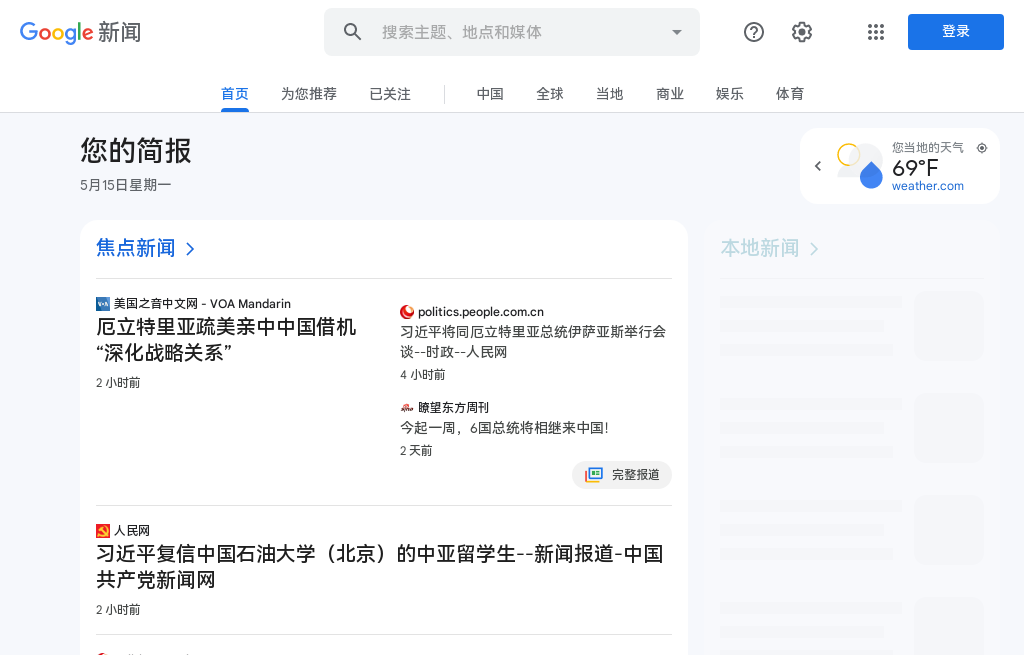 Google 新闻
搜索主题、地点和媒体
登录
首页
为您推荐
已关注
中国
全球
当地
商业
娱乐
体育
您的简报
5月15日星期一
您当地的天气
69°F
weather.com
焦点新闻
本地新闻
美国之音中文网 - VOA Mandarin
厄立特里亚疏美亲中中国借机
“深化战略关系”
2 小时前
politics.people.com.cn
习近平将同厄立特里亚总统伊萨亚斯举行会
谈--时政--人民网
4 小时前
瞭望东方周刊
今起一周，6国总统将相继来中国！
2 天前
完整报道
人民网
习近平复信中国石油大学（北京）的中亚留学生--新闻报道-中国
共产党新闻网
2 小时前